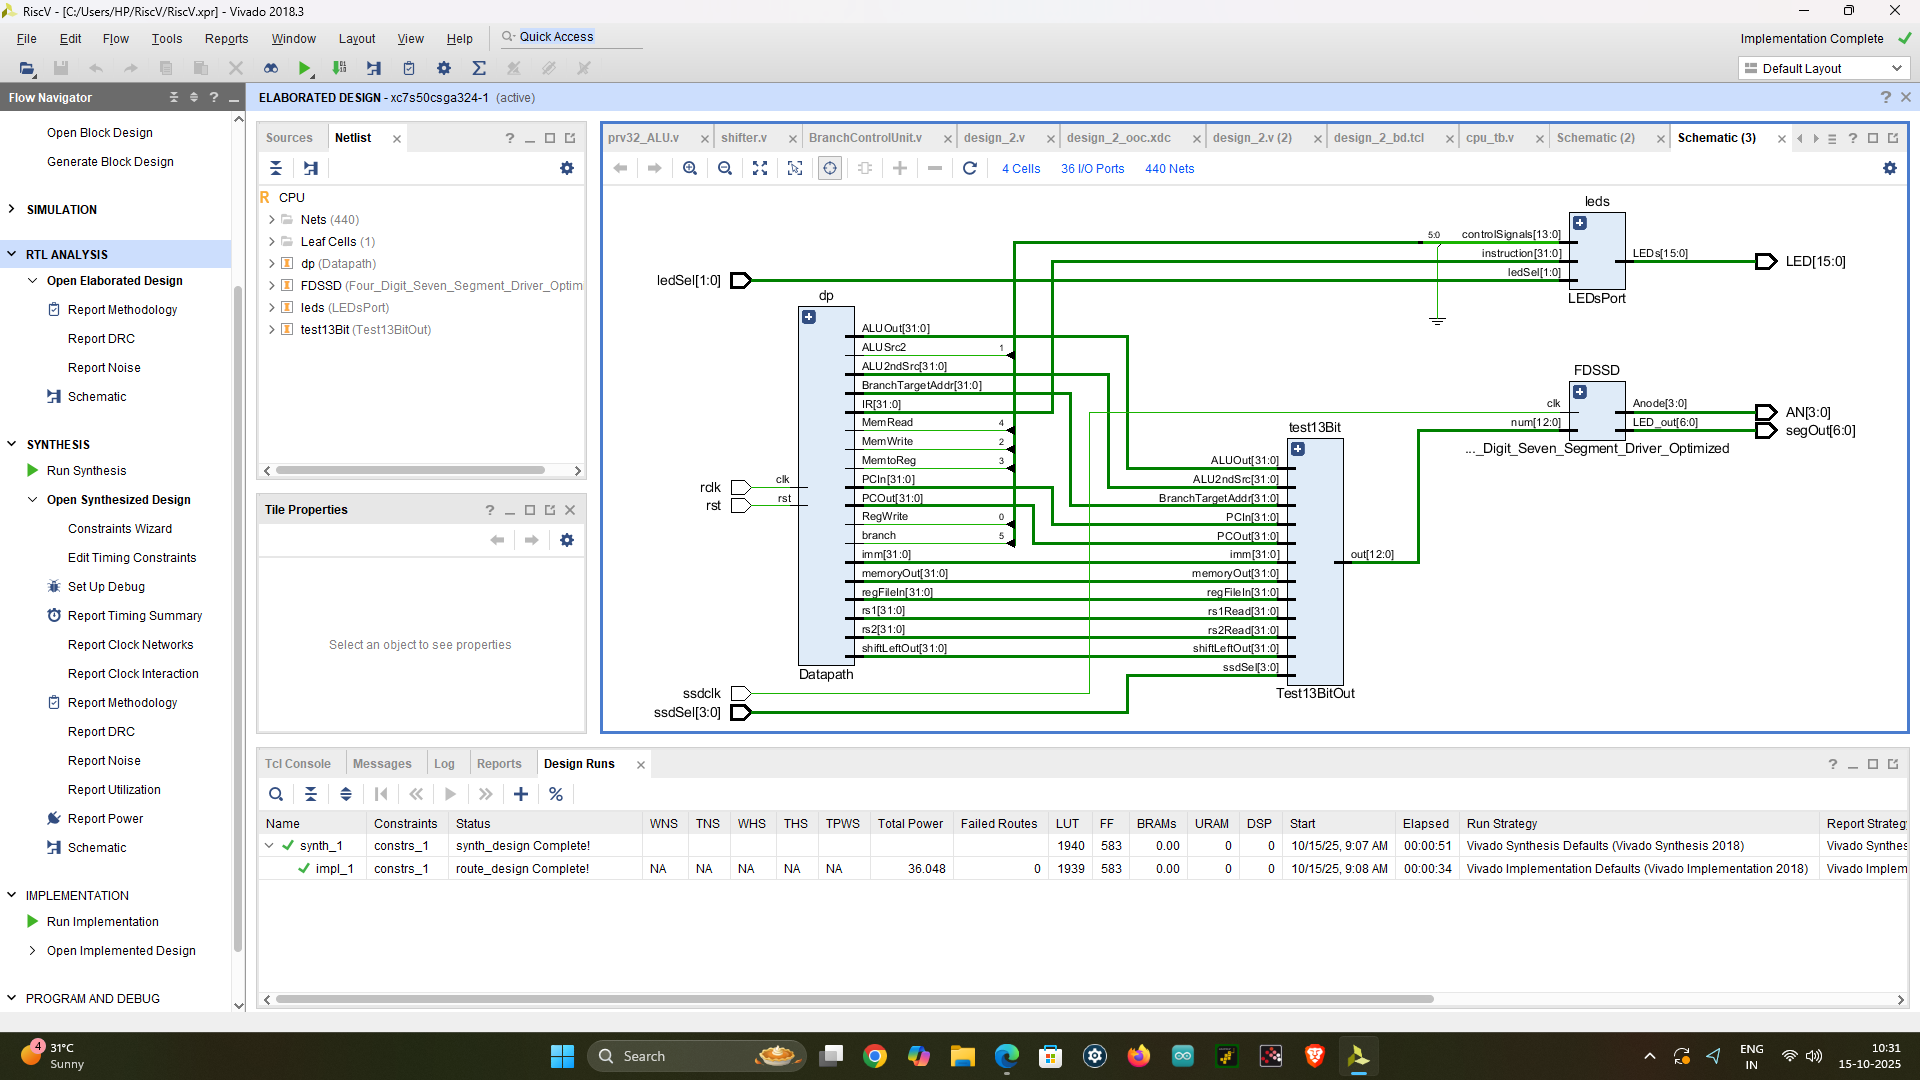 RiscV - [C:/Users/HP/RiscV/RiscV.xpr] - Vivado 2018.3
File Edit Flow Tools Reports Window Layout View Help Quick Access
Implementation Complete
Default Layout
Flow Navigator
ELABORATED DESIGN - xc7s50csga324-1 (active)
Open Block Design
Generate Block Design
SIMULATION
RTL ANALYSIS
Open Elaborated Design
Report Methodology
Report DRC
Report Noise
Schematic
SYNTHESIS
Run Synthesis
Open Synthesized Design
Constraints Wizard
Edit Timing Constraints
Set Up Debug
Report Timing Summary
Report Clock Networks
Report Clock Interaction
Report Methodology
Report DRC
Report Noise
Report Utilization
Report Power
Schematic
IMPLEMENTATION
Run Implementation
Open Implemented Design
PROGRAM AND DEBUG
Sources Netlist
CPU
Nets (440)
Leaf Cells (1)
dp (Datapath)
FDSSD (Four_Digit_Seven_Segment_Driver_Optim
leds (LEDsPort)
test13Bit (Test13BitOut)
Tile Properties
Select an object to see properties
prv32_ALU.v shifter.v BranchControlUnit.v design_2.v design_2_ooc.xdc design_2.v (2) design_2_bd.tcl cpu_tb.v Schematic (2) Schematic (3)
4 Cells 36 I/O Ports 440 Nets
ledSel[1:0]
rclk
rst
ssdclk
ssdSel[3:0]
dp
clk
rst
ALUOut[31:0]
ALUSrc2 1
ALU2ndSrc[31:0]
BranchTargetAddr[31:0]
IR[31:0]
MemRead 4
MemWrite 2
MemtoReg 3
PCIn[31:0]
PCOut[31:0]
RegWrite 0
branch 5
imm[31:0]
memoryOut[31:0]
regFileIn[31:0]
rs1[31:0]
rs2[31:0]
shiftLeftOut[31:0]
Datapath
test13Bit
ALUOut[31:0]
ALU2ndSrc[31:0]
BranchTargetAddr[31:0]
PCIn[31:0]
PCOut[31:0]
imm[31:0]
memoryOut[31:0]
regFileIn[31:0]
rs1Read[31:0]
rs2Read[31:0]
shiftLeftOut[31:0]
ssdSel[3:0]
out[12:0]
Test13BitOut
leds
5:0 controlSignals[13:0]
instruction[31:0]
ledSel[1:0]
LEDs[15:0]
LED[15:0]
LEDsPort
FDSSD
clk
num[12:0]
Anode[3:0]
LED_out[6:0]
AN[3:0]
segOut[6:0]
..._Digit_Seven_Segment_Driver_Optimized
Tcl Console Messages Log Reports Design Runs
Name Constraints Status WNS TNS WHS THS TPWS Total Power Failed Routes LUT FF BRAMs URAM DSP Start Elapsed Run Strategy Report Strategy
synth_1 constrs_1 synth_design Complete! 1940 583 0.00 0 0 10/15/25, 9:07 AM 00:00:51 Vivado Synthesis Defaults (Vivado Synthesis 2018) Vivado Synthes
impl_1 constrs_1 route_design Complete! NA NA NA NA NA 36.048 0 1939 583 0.00 0 0 10/15/25, 9:08 AM 00:00:34 Vivado Implementation Defaults (Vivado Implementation 2018) Vivado Implem
4
31°C
Sunny
Search
ENG
IN
10:31
15-10-2025